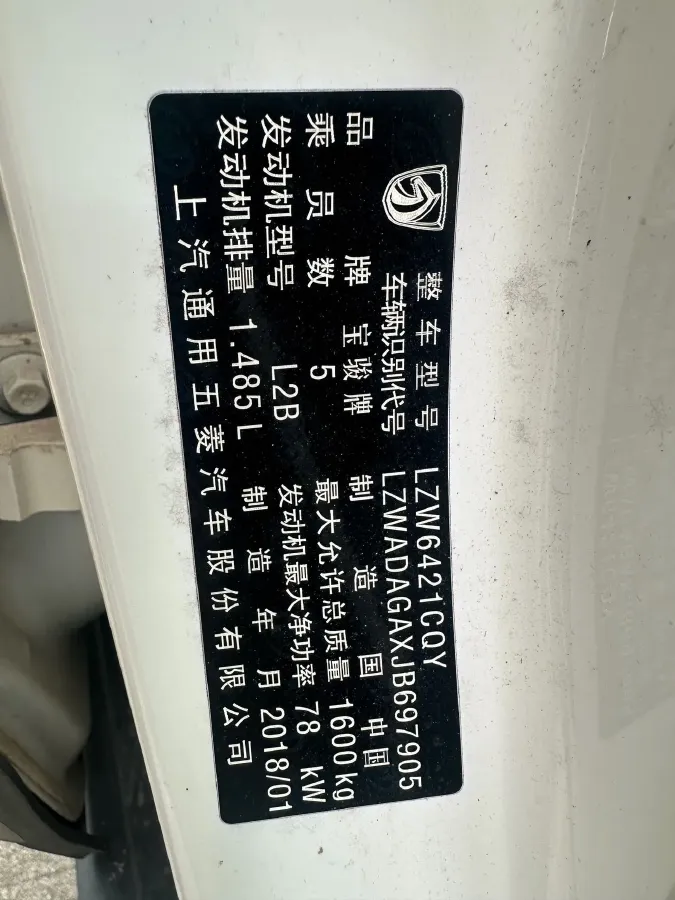 整车型号 LZW6421CQY
车辆识别代号 LZWADAGAXJB697905
品牌 宝骏牌 制造国 中国
乘员数 5 最大允许总质量 1600kg
发动机型号 L2B 发动机最大净功率 78 kW
发动机排量 1.485L 制造年月 2018/01
上汽通用五菱汽车股份有限公司